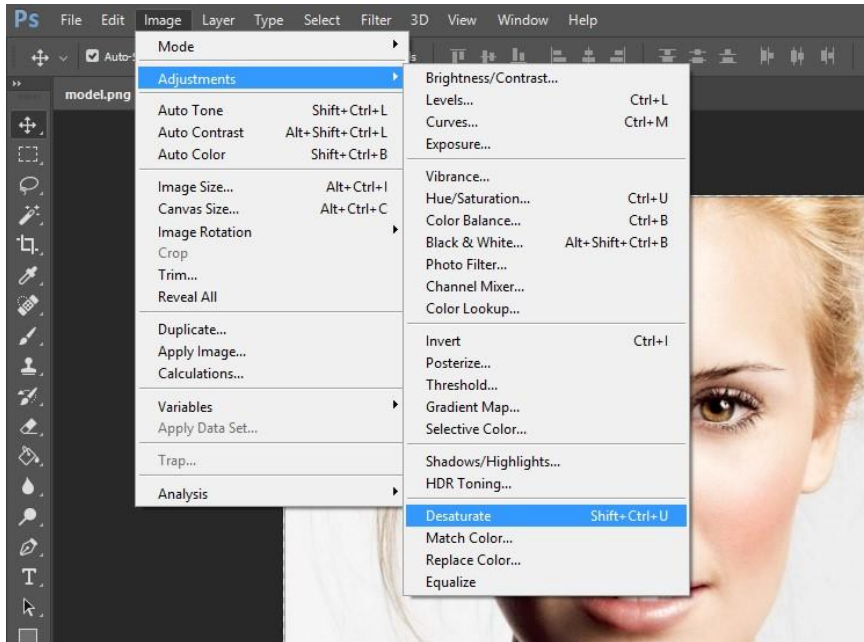 Ps File Edit Image Layer Type Select Filter 3D View Window Help
Auto-
model.png
Mode
Adjustments
Auto Tone Shift+Ctrl+L
Auto Contrast Alt+Shift+Ctrl+L
Auto Color Shift+Ctrl+B
Image Size... Alt+Ctrl+I
Canvas Size... Alt+Ctrl+C
Image Rotation
Crop
Trim...
Reveal All
Duplicate...
Apply Image...
Calculations...
Variables
Apply Data Set...
Trap...
Analysis
Brightness/Contrast...
Levels... Ctrl+L
Curves... Ctrl+M
Exposure...
Vibrance...
Hue/Saturation... Ctrl+U
Color Balance... Ctrl+B
Black & White... Alt+Shift+Ctrl+B
Photo Filter...
Channel Mixer...
Color Lookup...
Invert Ctrl+I
Posterize...
Threshold...
Gradient Map...
Selective Color...
Shadows/Highlights...
HDR Toning...
Desaturate Shift+Ctrl+U
Match Color...
Replace Color...
Equalize